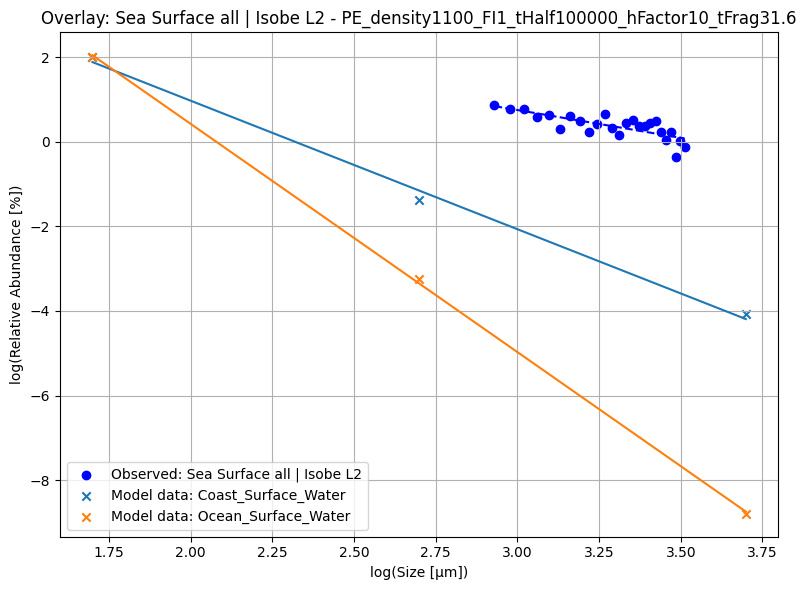 Overlay: Sea Surface all | Isobe L2 - PE_density1100_FI1_tHalf100000_hFactor10_tFrag31.6
log(Relative Abundance [%])
2
0
−2
−4
−6
−8
Observed: Sea Surface all | Isobe L2
Model data: Coast_Surface_Water
Model data: Ocean_Surface_Water
1.75 2.00 2.25 2.50 2.75 3.00 3.25 3.50 3.75
log(Size [μm])